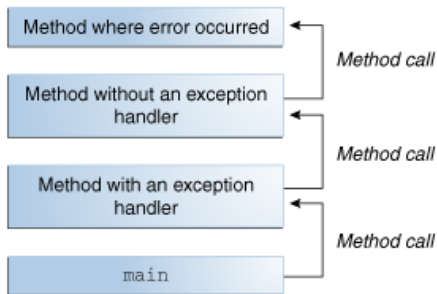 Method where error occurred
Method call
Method without an exception
handler
Method call
Method with an exception
handler
Method call
main